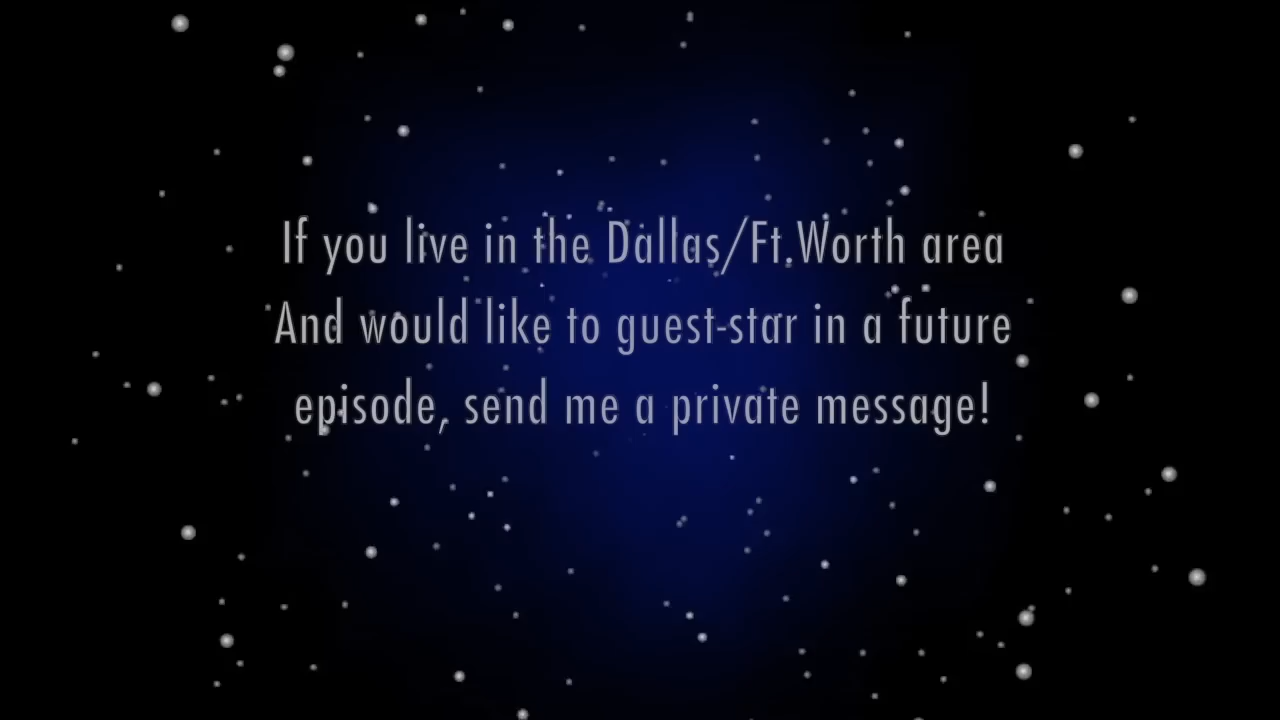 If you live in the Dallas/Ft.Worth area
And would like to guest-star in a future
episode, send me a private message!